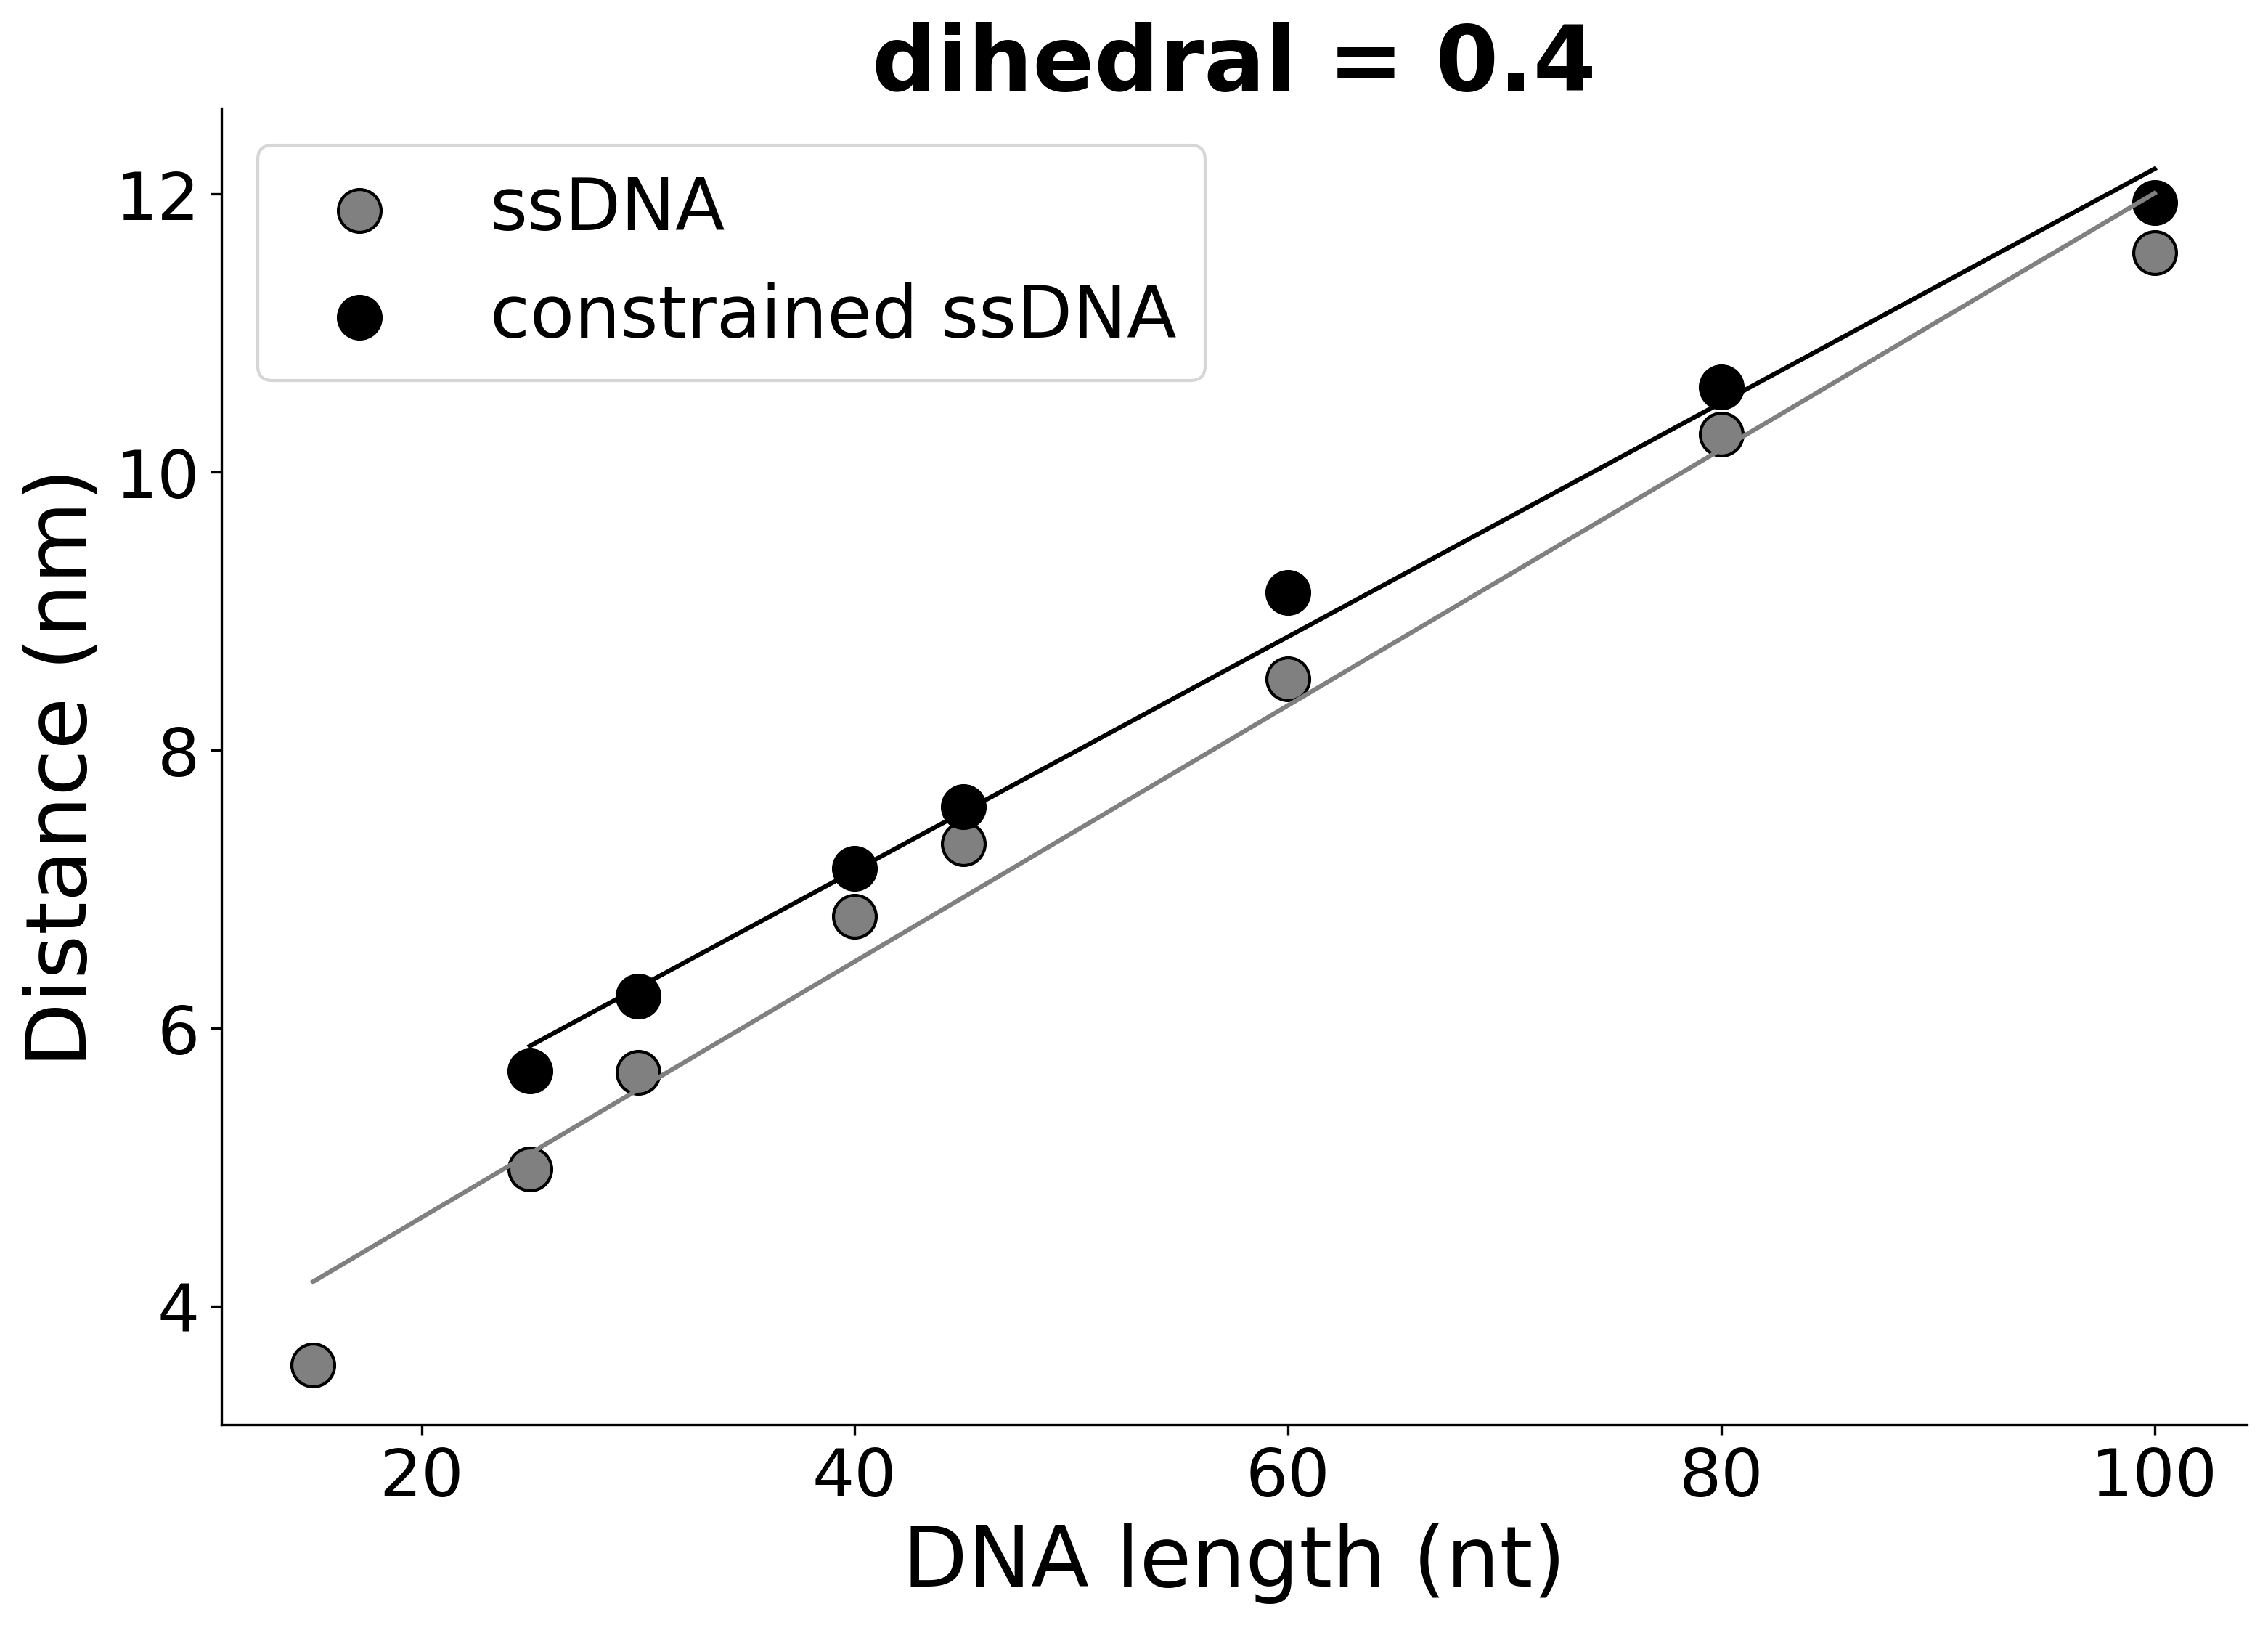 dihedral = 0.4
ssDNA
constrained ssDNA
12
10
8
6
4
Distance (nm)
20 40 60 80 100
DNA length (nt)